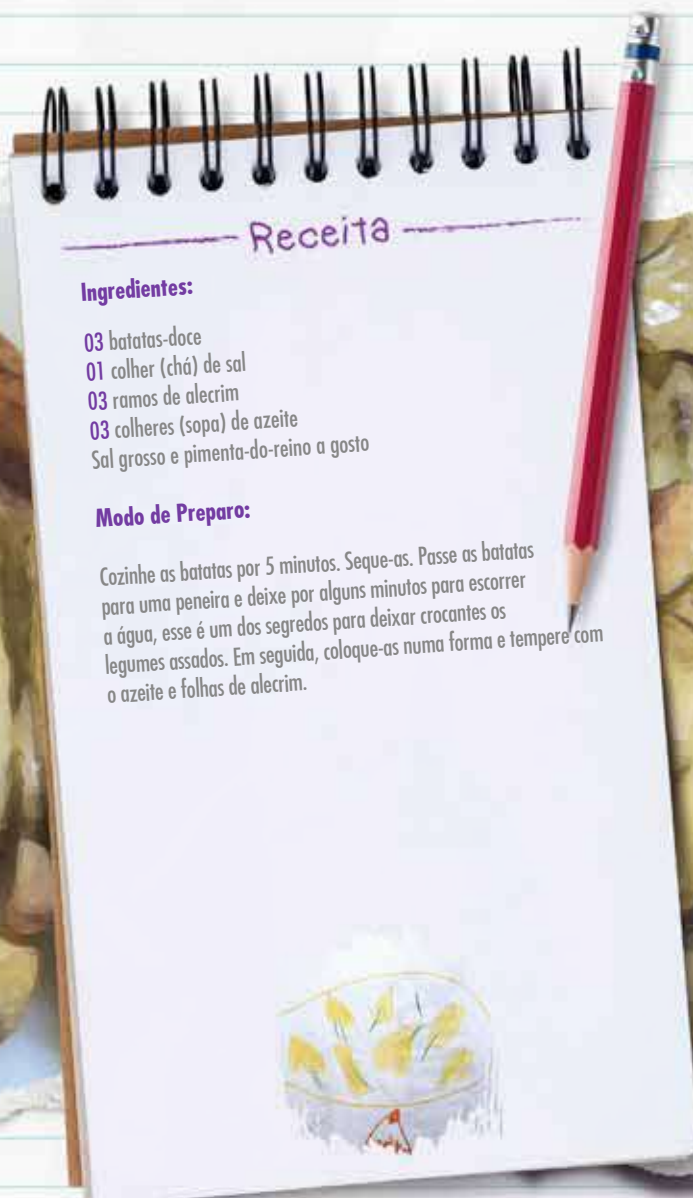 Receita
Ingredientes:
03 batatas-doce
01 colher (chá) de sal
03 ramos de alecrim
03 colheres (sopa) de azeite
Sal grosso e pimenta-do-reino a gosto
Modo de Preparo:
Cozinhe as batatas por 5 minutos. Seque-as. Passe as batatas
para uma peneira e deixe por alguns minutos para escorrer
a água, esse é um dos segredos para deixar crocantes os
legumes assados. Em seguida, coloque-as numa forma e tempere com
o azeite e folhas de alecrim.